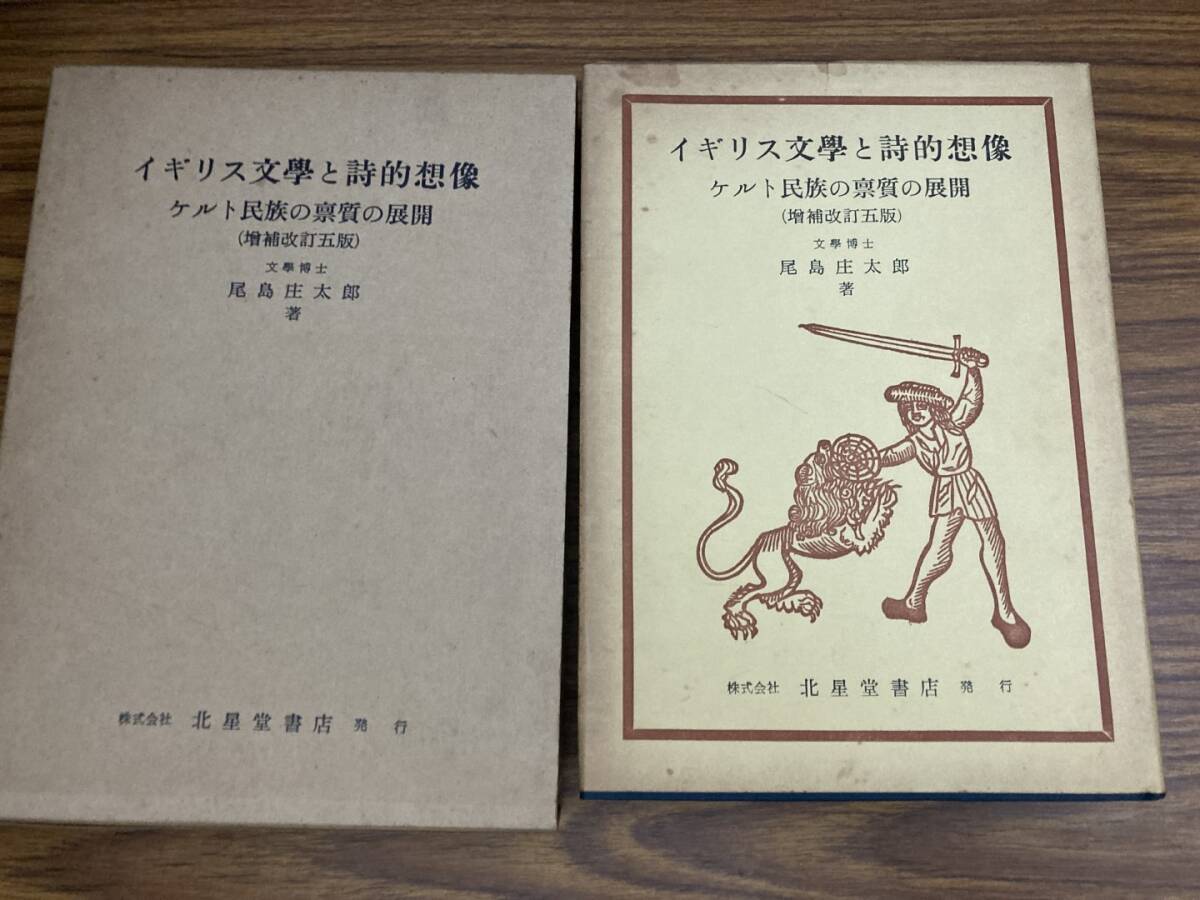 イギリス文學と詩的想像
ケルト民族の稟質の展開
(増補改訂五版)
文學博士
尾島庄太郎
著
株式会社 北星堂書店 発行
イギリス文學と詩的想像
ケルト民族の稟質の展開
(増補改訂五版)
文學博士
尾島庄太郎
著
株式会社 北星堂書店 発行